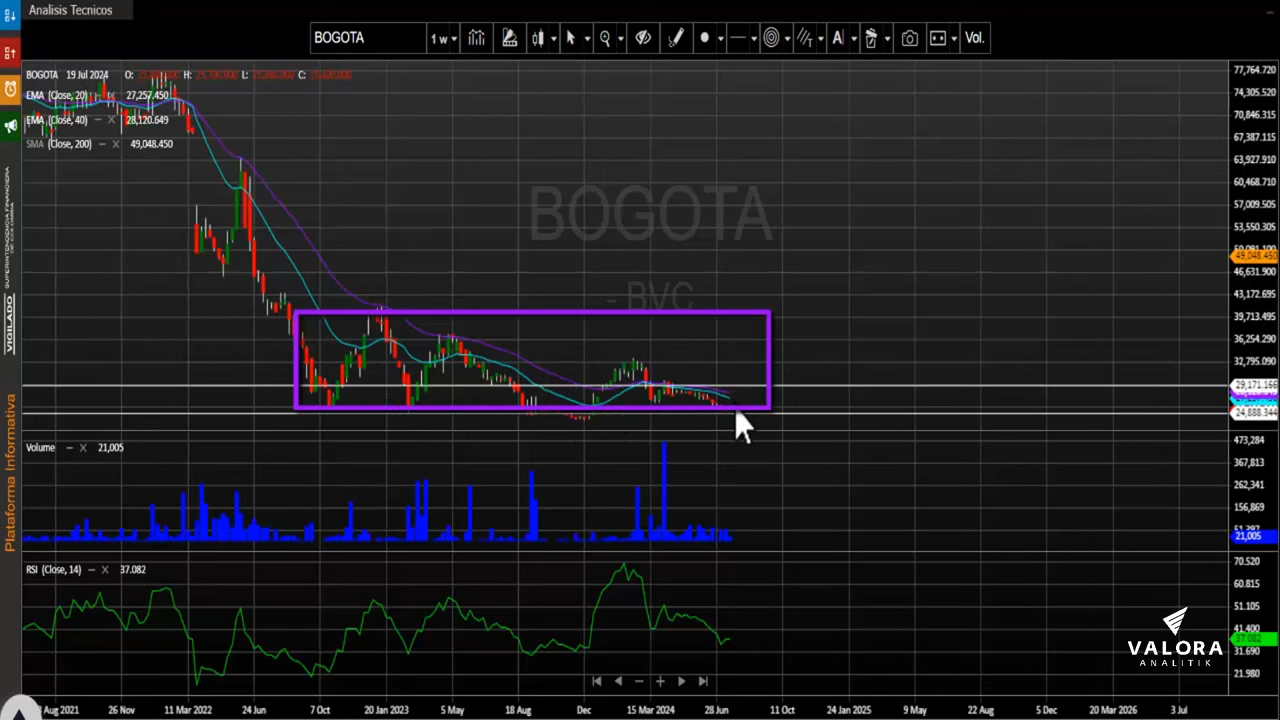 Analisis Tecnicos
BOGOTA
1 w
A
Vol.
BOGOTA 19 Jul 2024 O: H: L: C:
EMA (Close, 20) – X 27,257.450
EMA (Close, 40) – X 28,120.649
SMA (Close, 200) – X 49,048.450
BOGOTA
- BVC
77,764.720
74,305.520
70,846.315
67,387.115
63,927.910
60,468.710
57,009.505
53,550.305
49,048.450
46,631.900
43,172.695
39,713.495
36,254.290
32,795.090
29,171.166
24,888.344
Volume – X 21,005
473,284
367,813
262,341
156,869
21,005
RSI (Close, 14) – X 37.082
70.520
60.815
51.105
41.400
37.082
31.690
21.980
VALORA
ANALITIK
Aug 2021 26 Nov 11 Mar 2022 24 Jun 7 Oct 20 Jan 2023 5 May 18 Aug Dec 15 Mar 2024 28 Jun 11 Oct 24 Jan 2025 9 May 22 Aug 5 Dec 20 Mar 2026 3 Jul
VIGILADO
SUPERINTENDENCIA FINANCIERA
DE COLOMBIA
Plataforma Informativa